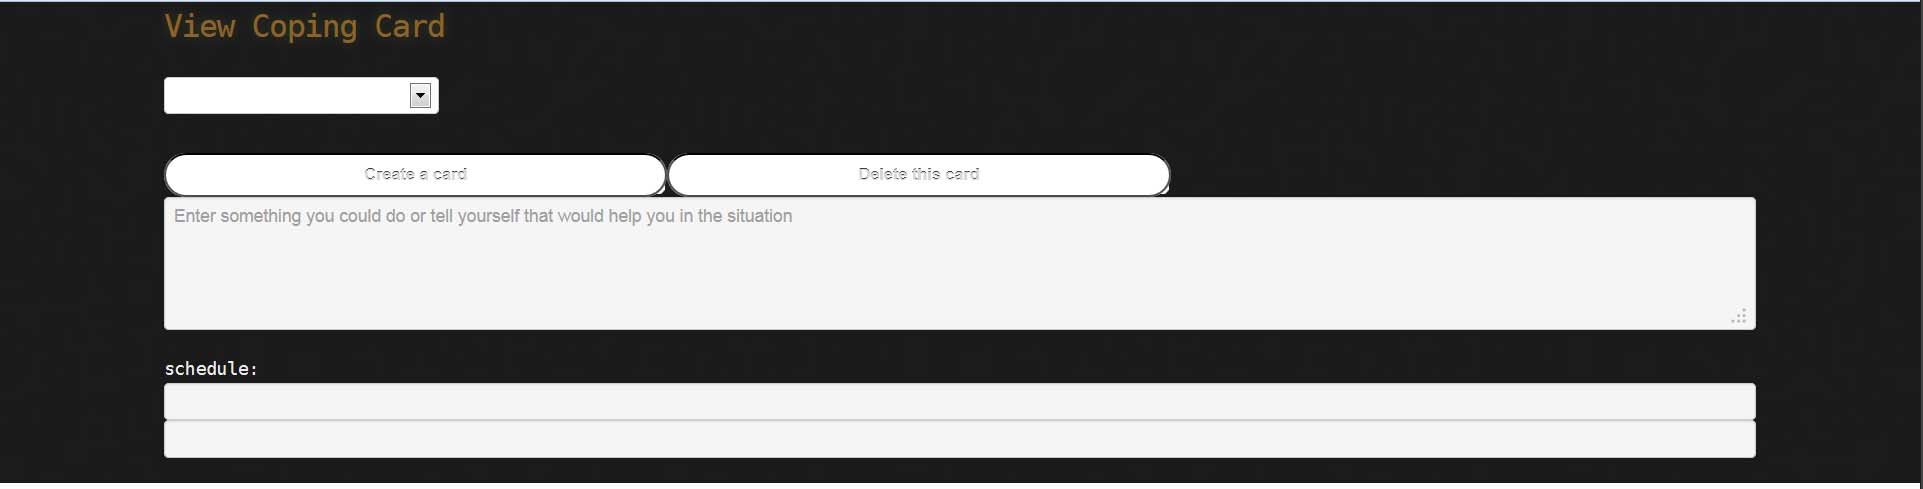 View Coping Card
Create a card
Delete this card
Enter something you could do or tell yourself that would help you in the situation
schedule: